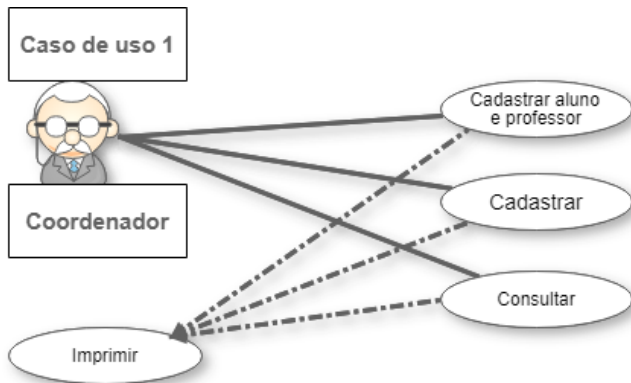 Caso de uso 1
Coordenador
Cadastrar aluno
e professor
Cadastrar
Consultar
Imprimir